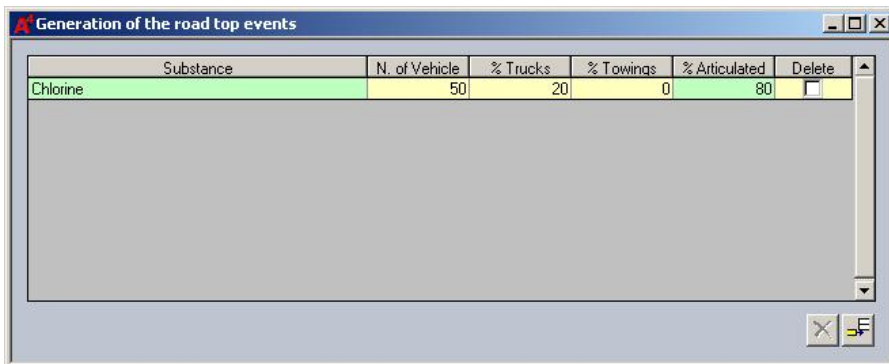 Generation of the road top events
Substance N. of Vehicle % Trucks % Towings % Articulated Delete
Chlorine 50 20 0 80